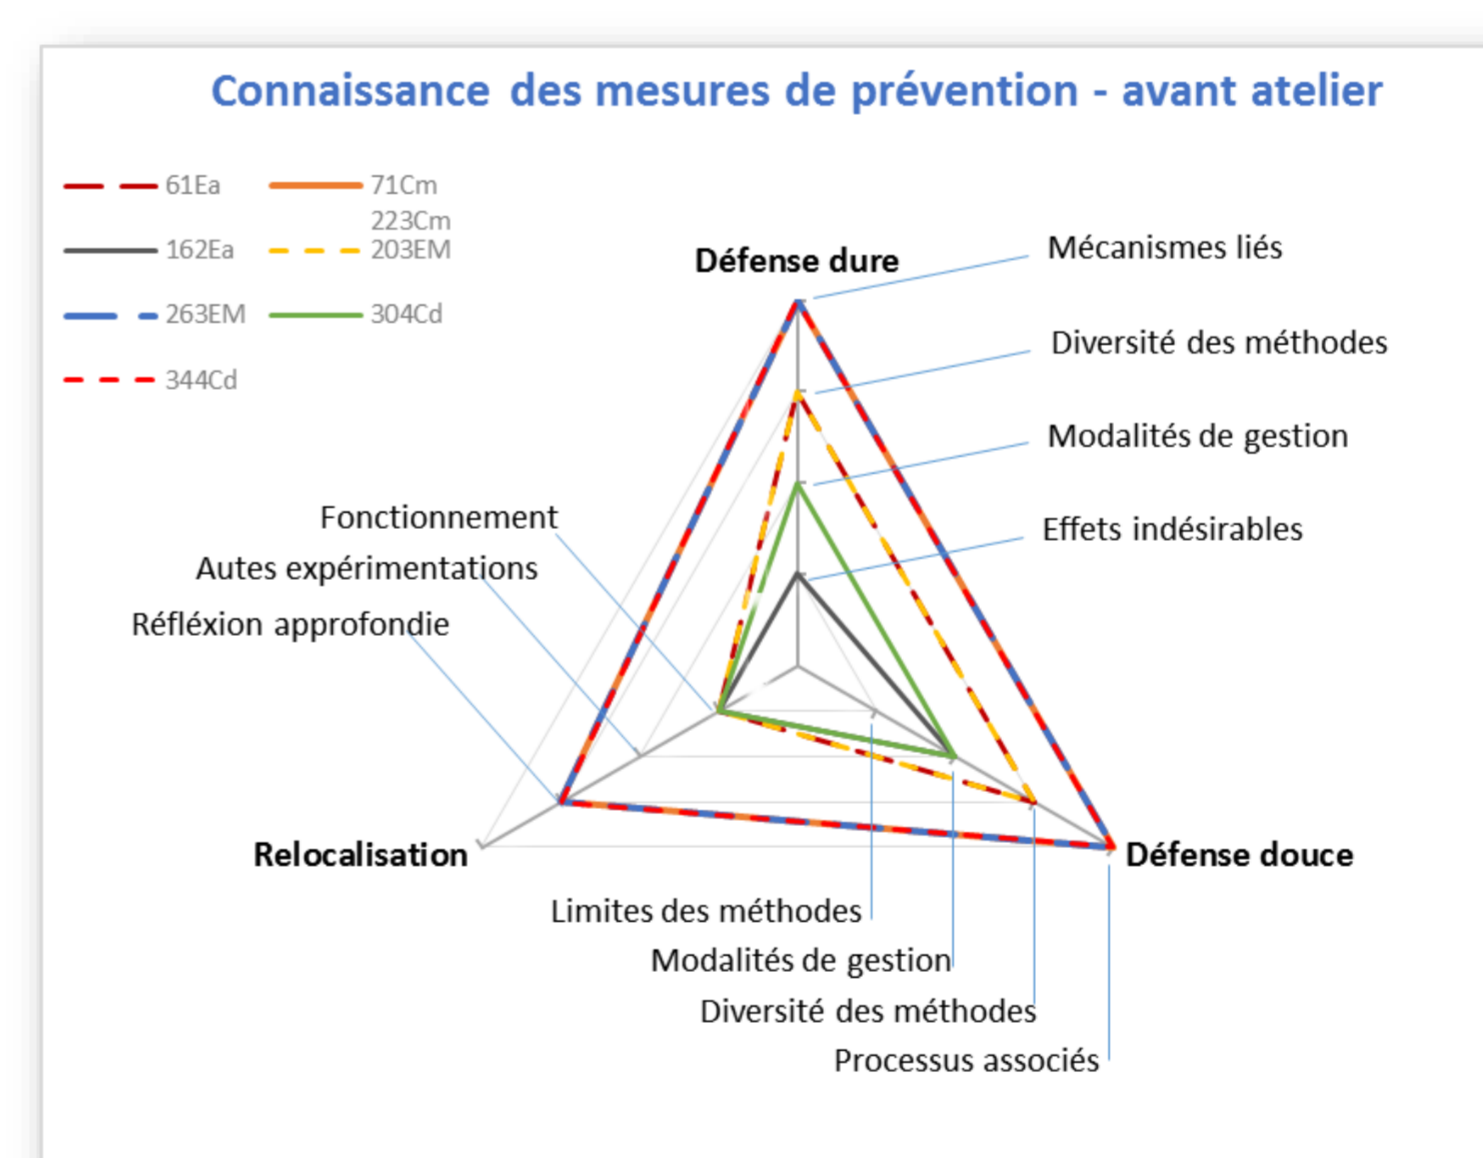 Connaissance des mesures de prévention - avant atelier
61Ea
71Cm
223Cm
162Ea
203EM
263EM
304Cd
344Cd
Défense dure
Mécanismes liés
Diversité des méthodes
Modalités de gestion
Effets indésirables
Fonctionnement
Autes expérimentations
Réfléxion approfondie
Relocalisation
Défense douce
Limites des méthodes
Modalités de gestion
Diversité des méthodes
Processus associés